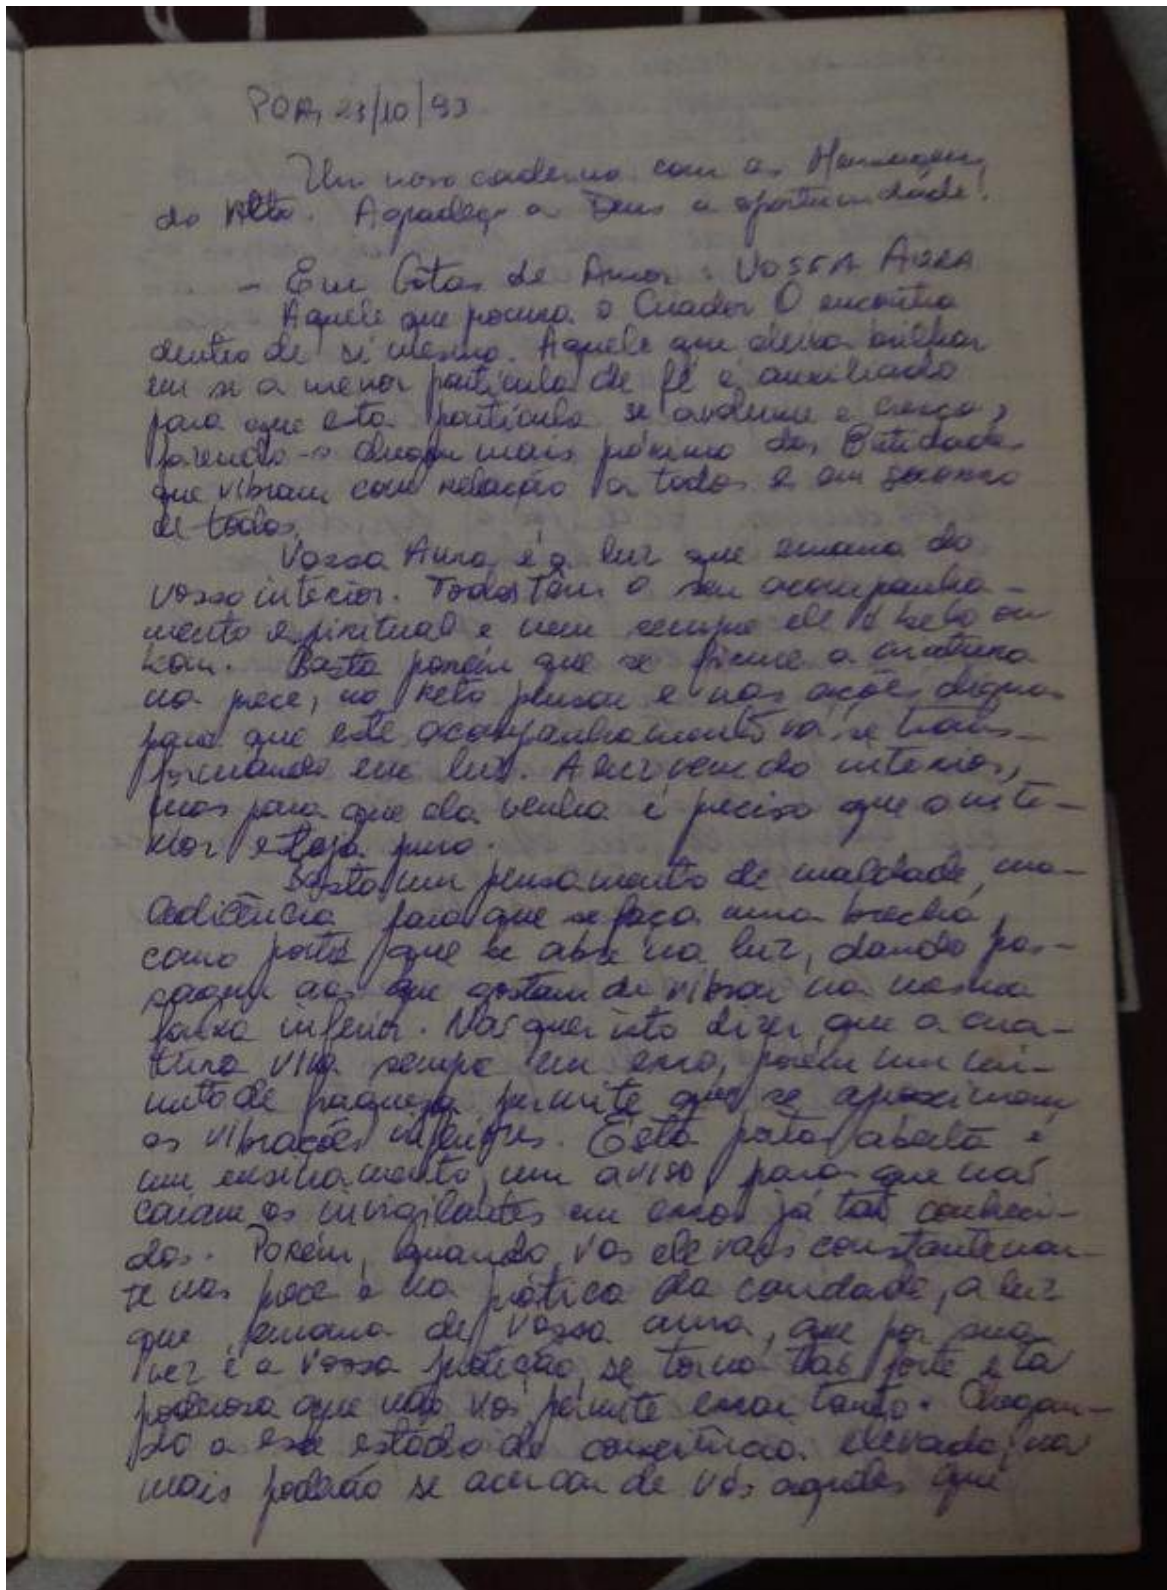 POA, 23/10/93
Um novo caderno com as Mensagens
do Alto. Agradeço a Deus a oportunidade!
- Em Gotas de Amor: VOSSA AURA
Aquele que procura o Criador O encontra
dentro de si mesmo. Aquele que deixa brilhar
em si a menor partícula de fé é auxiliado
para que esta partícula se avolume e cresça,
fazendo-o chegar mais próximo das Entidades
que vibram com relação a todos e em socorro
de todos.
Vossa Aura é a luz que emana do
vosso interior. Todos têm o seu acompanha-
mento espiritual e nem sempre ele é belo ou
bom. Basta porém que se firme a criatura
na prece, no reto pensar e nas ações dignas
para que este acompanhamento vá se trans-
formando em luz. A luz vem do interior,
mas para que ela venha é preciso que o inte-
rior esteja puro.
Basta um pensamento de maldade, ma-
ledicência para que se faça uma brecha,
como porta que se abre na luz, dando pas-
sagem aos que gostam de vibrar na mesma
faixa inferior. Não quer isto dizer, que a cria-
tura viva sempre em erro, porém um mi-
nuto de fraqueza permite que se aproximem
as vibrações inferiores. Esta porta aberta é
um ensinamento, um aviso para que não
caiam os invigilantes em erros já tão conheci-
dos. Porém, quando vos elevais constantemen-
te nas prece e na prática da caridade, a luz
que emana de vossa aura, que por sua
vez é a vossa proteção, se torna tão forte e tão
poderosa que não vos permite errar tanto. Chegan-
do a esse estado de consciência elevado, não
mais poderão se acercar de vós aqueles que